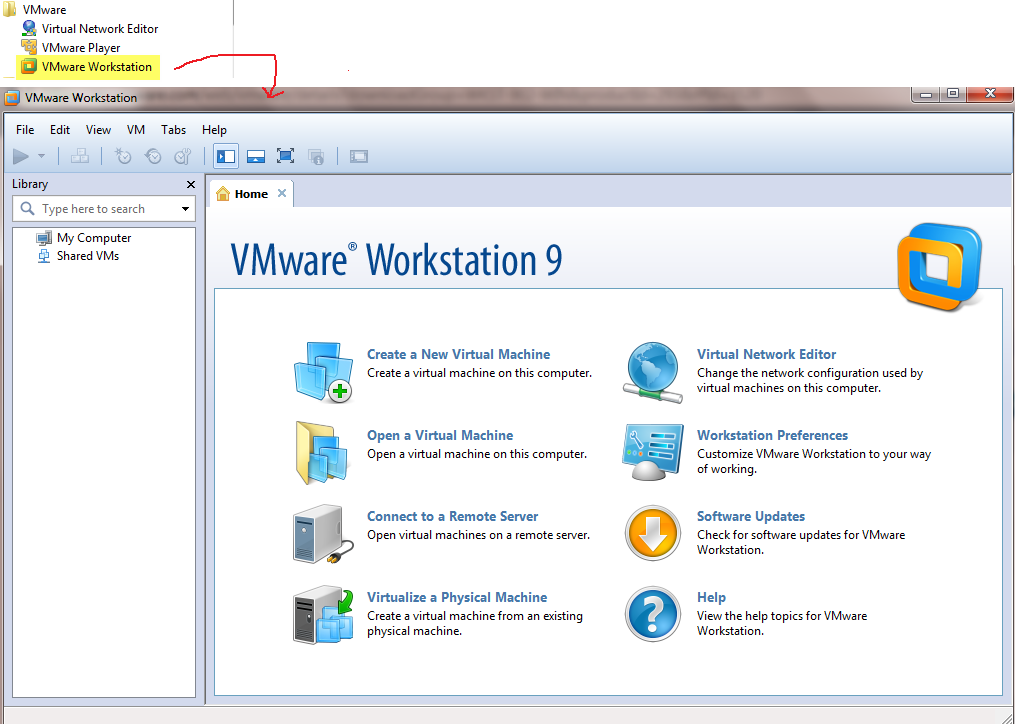 VMware
Virtual Network Editor
VMware Player
VMware Workstation
VMware Workstation
File Edit View VM Tabs Help
Library
Type here to search
My Computer
Shared VMs
Home
VMware® Workstation 9
Create a New Virtual Machine
Create a virtual machine on this computer.
Open a Virtual Machine
Open a virtual machine on this computer.
Connect to a Remote Server
Open virtual machines on a remote server.
Virtualize a Physical Machine
Create a virtual machine from an existing
physical machine.
Virtual Network Editor
Change the network configuration used by
virtual machines on this computer.
Workstation Preferences
Customize VMware Workstation to your way
of working.
Software Updates
Check for software updates for VMware
Workstation.
Help
View the help topics for VMware
Workstation.